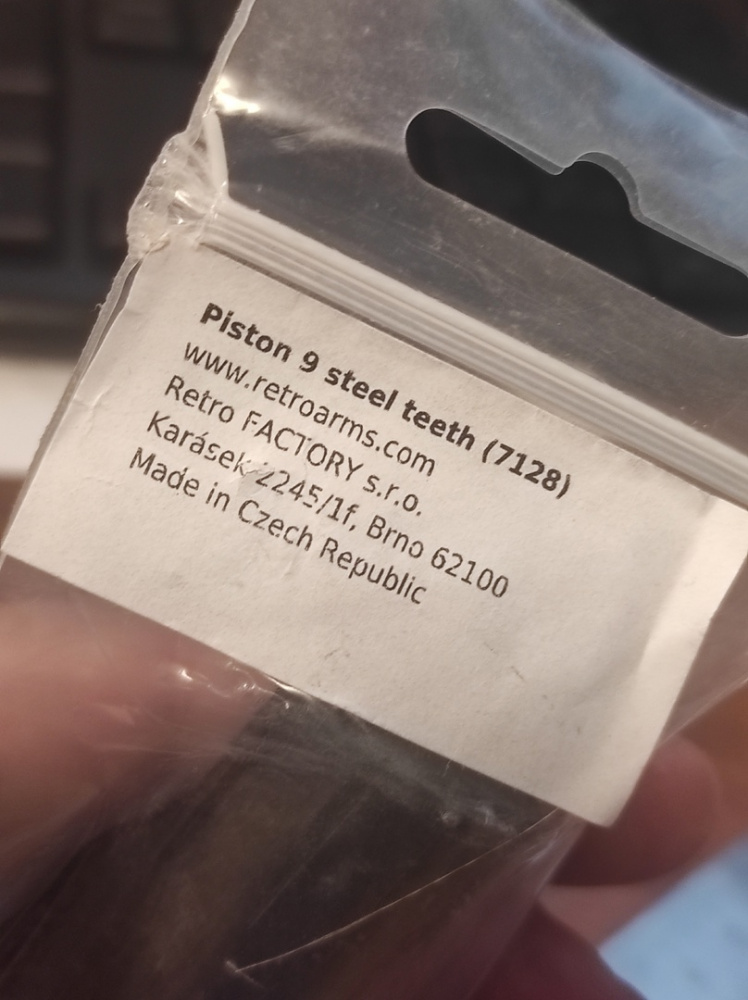 Piston 9 steel teeth (7128)
www.retroarms.com
Retro FACTORY s.r.o.
Karásek 2245/1f, Brno 62100
Made in Czech Republic